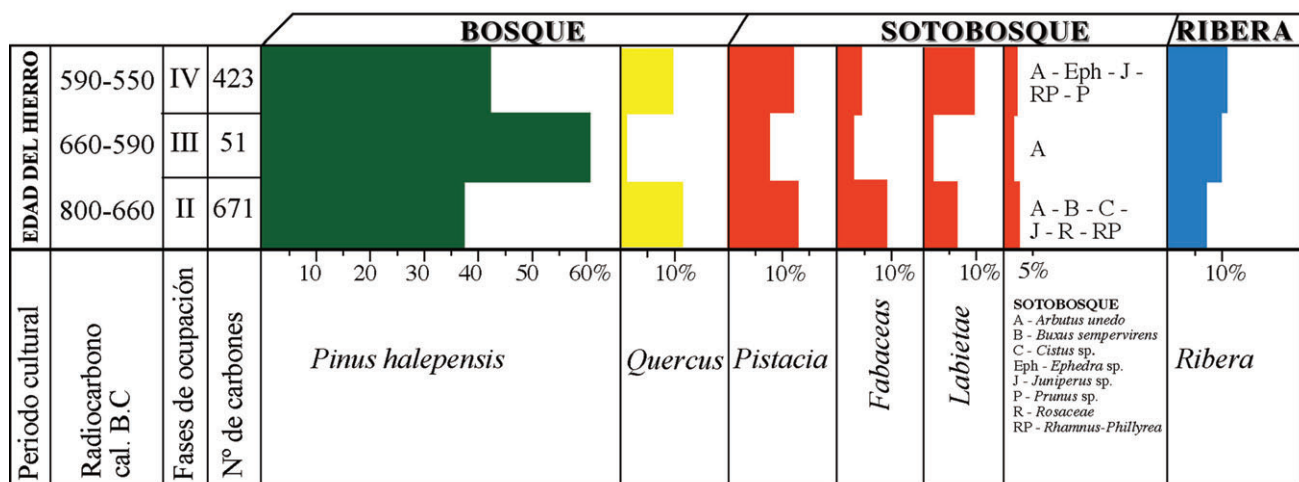 BOSQUE
SOTOBOSQUE
RIBERA
EDAD DEL HIERRO
590-550
IV
423
A - Eph - J -
RP - P
660-590
III
51
A
800-660
II
671
A - B - C -
J - R - RP
10
20
30
40
50
60%
10%
10%
10%
10%
5%
10%
Periodo cultural
Radiocarbono
cal. B.C
Fases de ocupación
Nº de carbones
Pinus halepensis
Quercus
Pistacia
Fabaceas
Labietae
SOTOBOSQUE
A - Arbutus unedo
B - Buxus sempervirens
C - Cistus sp.
Eph - Ephedra sp.
J - Juniperus sp.
P - Prunus sp.
R - Rosaceae
RP - Rhamnus-Phillyrea
Ribera